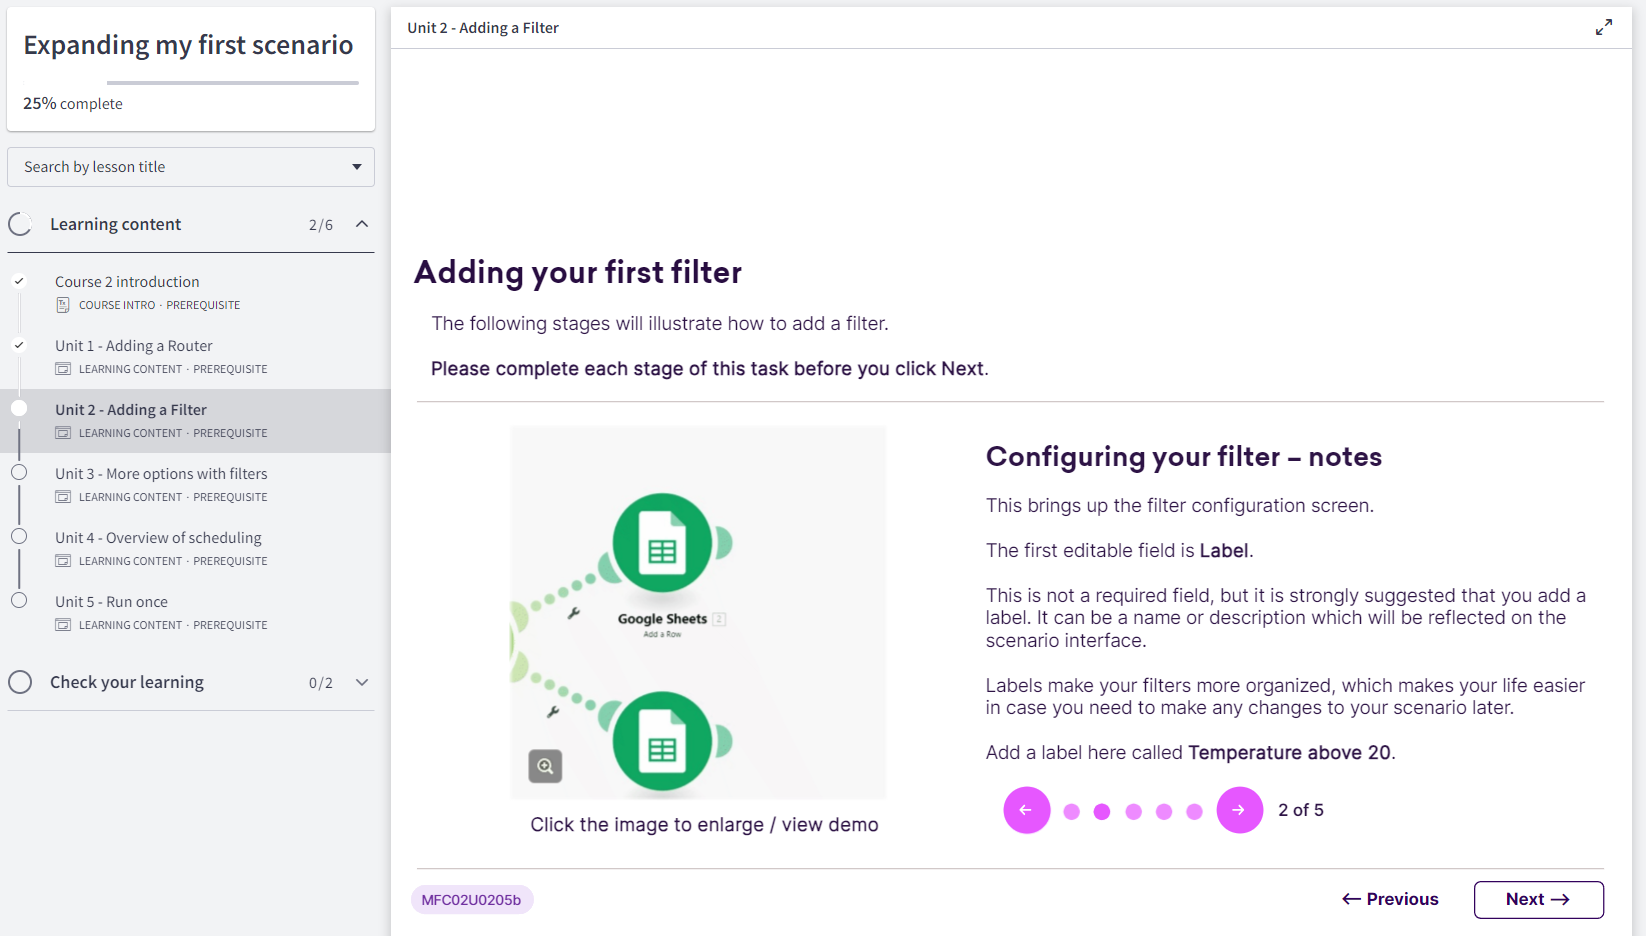 Expanding my first scenario
25% complete
Search by lesson title
Learning content 2/6
Course 2 introduction
COURSE INTRO · PREREQUISITE
Unit 1 - Adding a Router
LEARNING CONTENT · PREREQUISITE
Unit 2 - Adding a Filter
LEARNING CONTENT · PREREQUISITE
Unit 3 - More options with filters
LEARNING CONTENT · PREREQUISITE
Unit 4 - Overview of scheduling
LEARNING CONTENT · PREREQUISITE
Unit 5 - Run once
LEARNING CONTENT · PREREQUISITE
Check your learning 0/2
Unit 2 - Adding a Filter
Adding your first filter
The following stages will illustrate how to add a filter.
Please complete each stage of this task before you click Next.
Google Sheets 2
Add a Row
Click the image to enlarge / view demo
Configuring your filter – notes
This brings up the filter configuration screen.
The first editable field is Label.
This is not a required field, but it is strongly suggested that you add a
label. It can be a name or description which will be reflected on the
scenario interface.
Labels make your filters more organized, which makes your life easier
in case you need to make any changes to your scenario later.
Add a label here called Temperature above 20.
← → 2 of 5
MFC02U0205b
← Previous
Next →